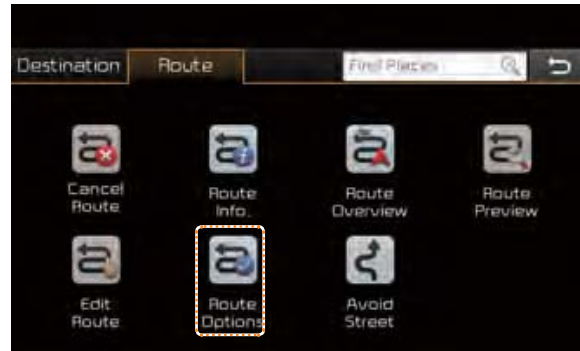 Destination
Route
Find Places
Cancel
Route
Route
Info.
Route
Overview
Route
Preview
Edit
Route
Route
Options
Avoid
Street